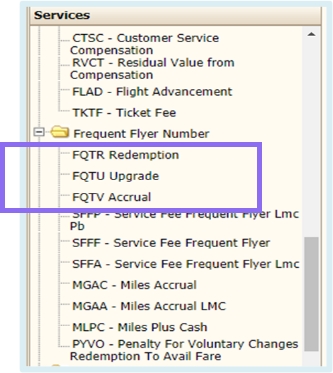 Services
CTSC - Customer Service
Compensation
RVCT - Residual Value from
Compensation
FLAD - Flight Advancement
TKTF - Ticket Fee
Frequent Flyer Number
FQTR Redemption
FQTU Upgrade
FQTV Accrual
SFFP - Service Fee Frequent Flyer Lmc
Pb
SFFF - Service Fee Frequent Flyer
SFFA - Service Fee Frequent Flyer Lmc
MGAC - Miles Accrual
MGAA - Miles Accrual LMC
MLPC - Miles Plus Cash
PYVO - Penalty For Voluntary Changes
Redemption To Avail Fare